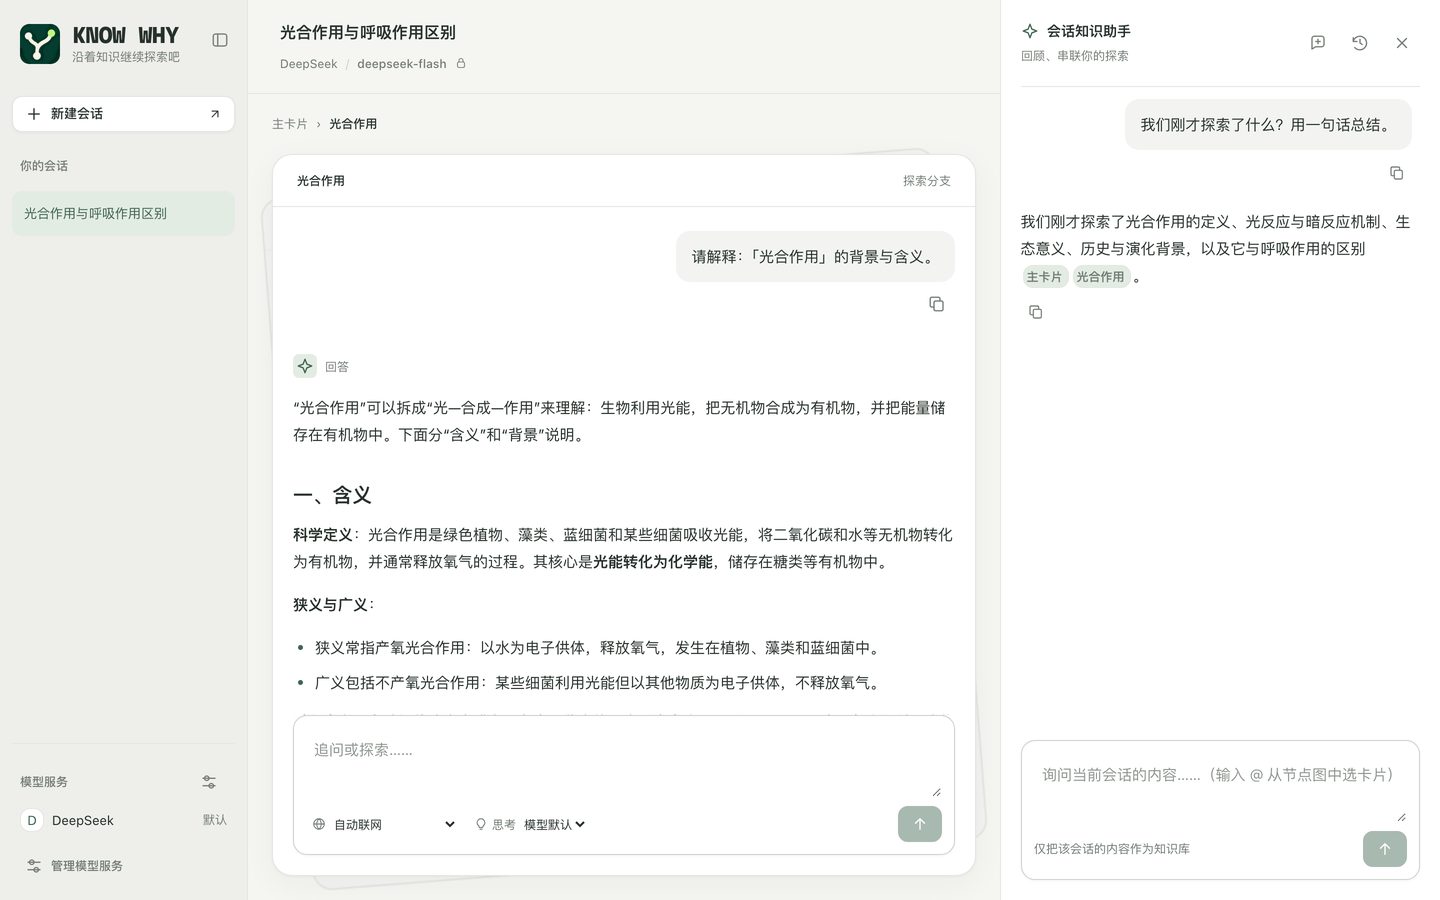 KNOW WHY
沿着知识继续探索吧
新建会话
你的会话
光合作用与呼吸作用区别
模型服务
D DeepSeek 默认
管理模型服务
光合作用与呼吸作用区别
DeepSeek / deepseek-flash
主卡片 › 光合作用
光合作用 探索分支
请解释：「光合作用」的背景与含义。
回答
“光合作用”可以拆成“光—合成—作用”来理解：生物利用光能，把无机物合成为有机物，并把能量储
存在有机物中。下面分“含义”和“背景”说明。
一、含义
科学定义：光合作用是绿色植物、藻类、蓝细菌和某些细菌吸收光能，将二氧化碳和水等无机物转化
为有机物，并通常释放氧气的过程。其核心是光能转化为化学能，储存在糖类等有机物中。
狭义与广义：
• 狭义常指产氧光合作用：以水为电子供体，释放氧气，发生在植物、藻类和蓝细菌中。
• 广义包括不产氧光合作用：某些细菌利用光能但以其他物质为电子供体，不释放氧气。
追问或探索……
自动联网 思考 模型默认
会话知识助手
回顾、串联你的探索
我们刚才探索了什么？用一句话总结。
我们刚才探索了光合作用的定义、光反应与暗反应机制、生
态意义、历史与演化背景，以及它与呼吸作用的区别
主卡片 光合作用 。
询问当前会话的内容……（输入 @ 从节点图中选卡片）
仅把该会话的内容作为知识库